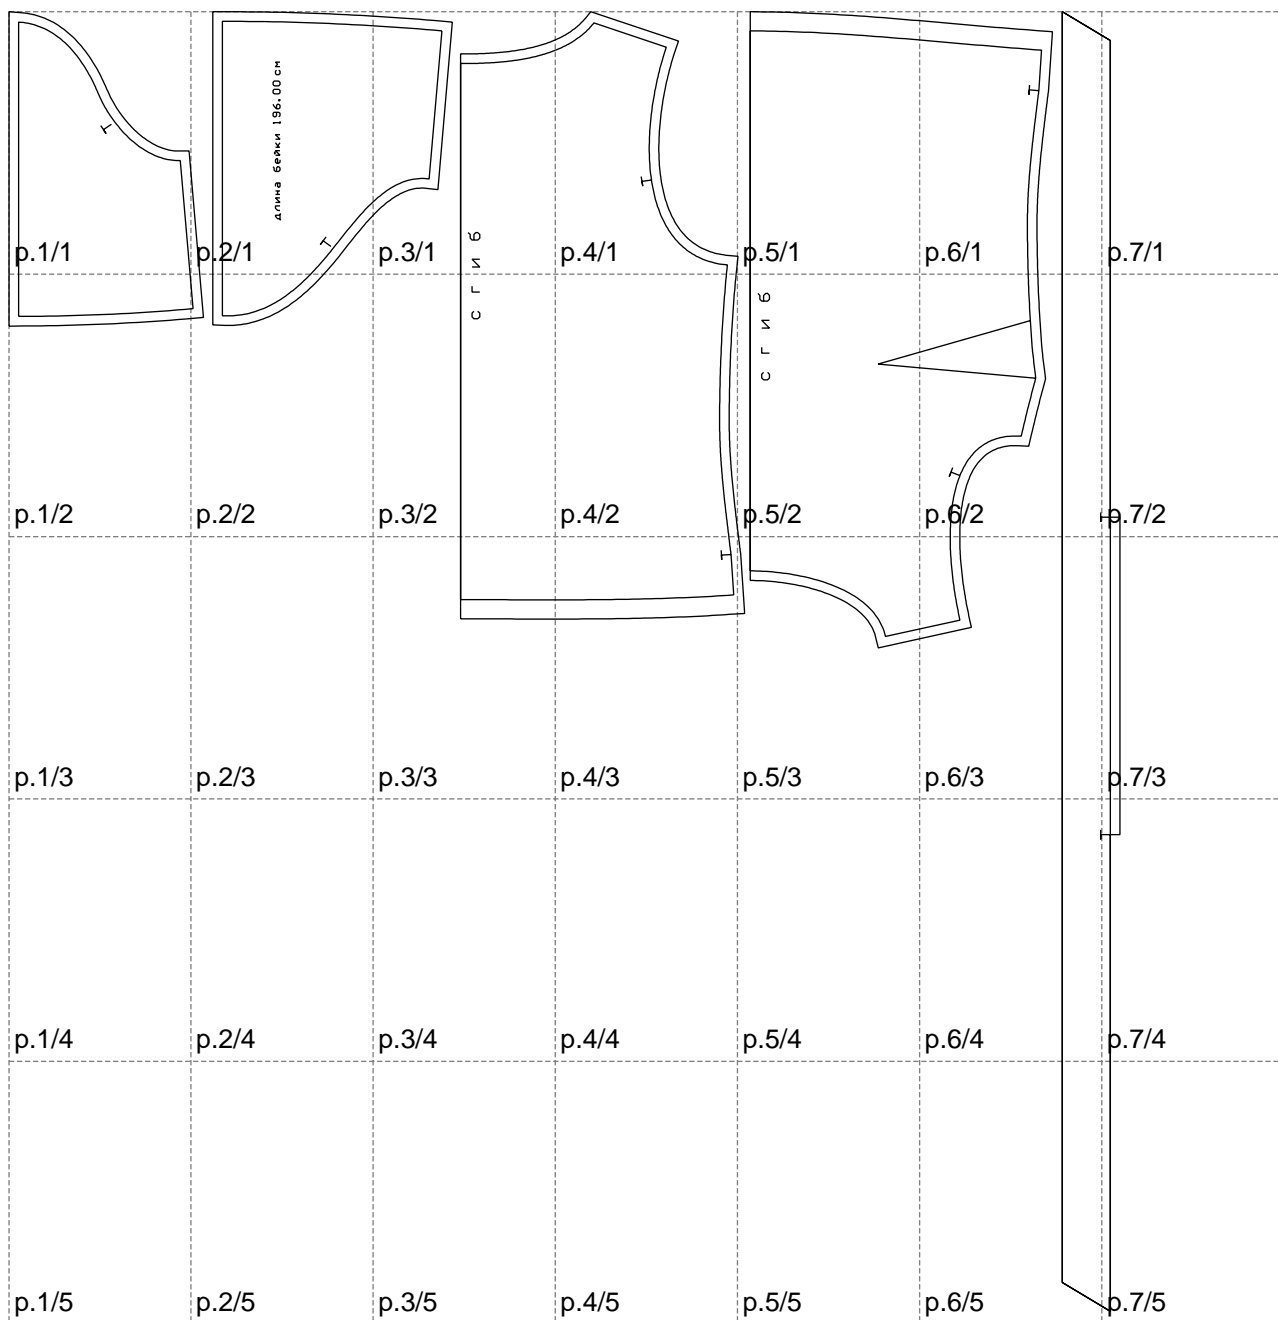 длина бейки 196.00 см
сгиб
сгиб
p.1/1 p.2/1 p.3/1 p.4/1 p.5/1 p.6/1 p.7/1
p.1/2 p.2/2 p.3/2 p.4/2 p.5/2 p.6/2 p.7/2
p.1/3 p.2/3 p.3/3 p.4/3 p.5/3 p.6/3 p.7/3
p.1/4 p.2/4 p.3/4 p.4/4 p.5/4 p.6/4 p.7/4
p.1/5 p.2/5 p.3/5 p.4/5 p.5/5 p.6/5 p.7/5